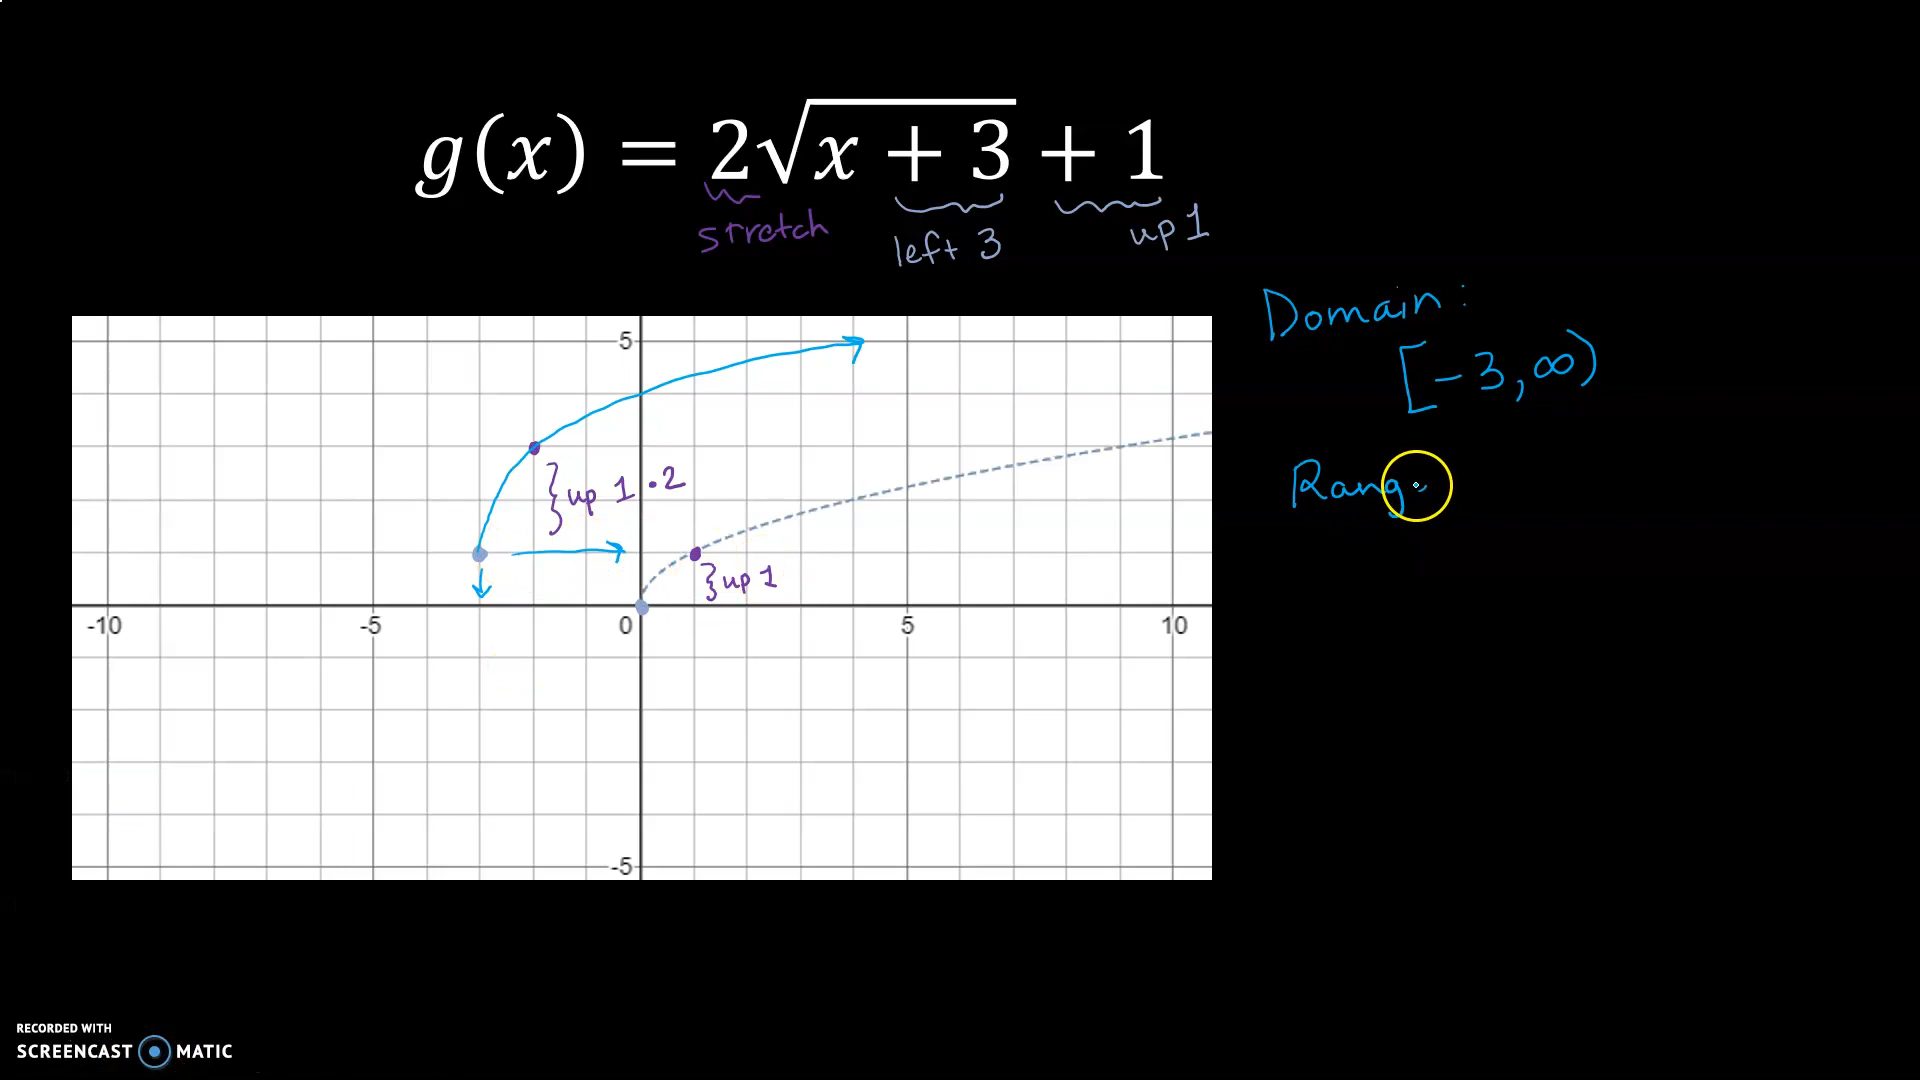 g(x) = 2√(x + 3) + 1
stretch
left 3
up 1
Domain:
[-3, ∞)
Rang
5
}up 1 · 2
}up 1
-10 -5 0 5 10
-5
RECORDED WITH
SCREENCAST MATIC